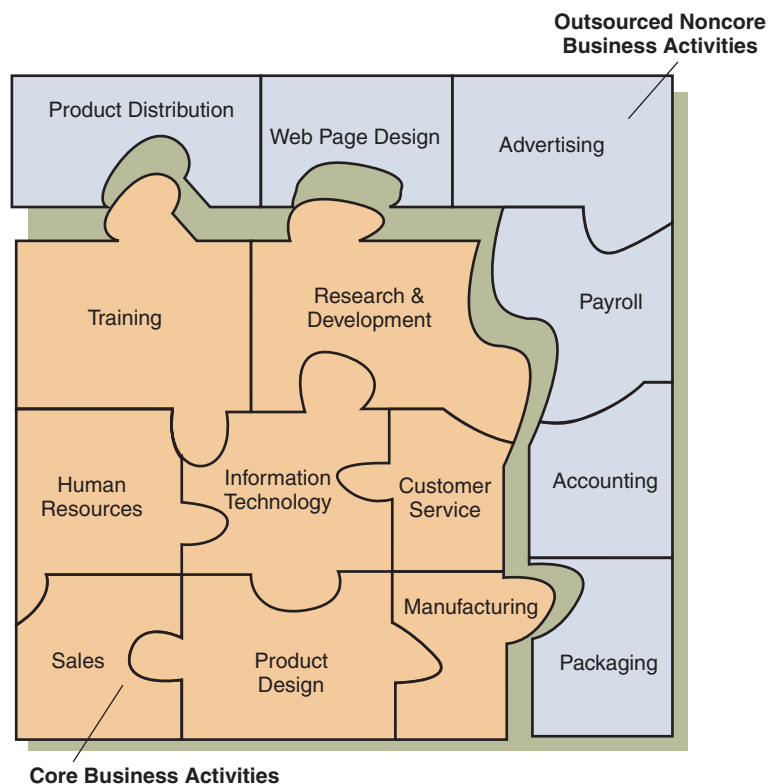 Outsourced Noncore
Business Activities
Product Distribution
Web Page Design
Advertising
Training
Research &
Development
Payroll
Human
Resources
Information
Technology
Customer
Service
Accounting
Sales
Product
Design
Manufacturing
Packaging
Core Business Activities